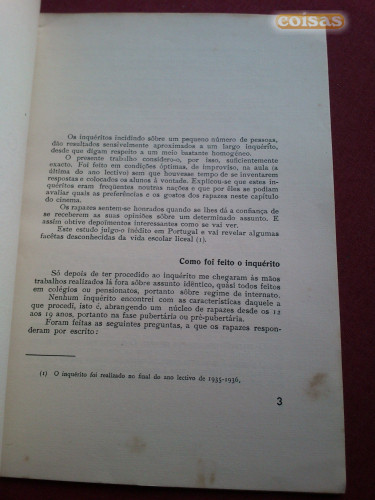 coisas
Os inquéritos incidindo sôbre um pequeno número de pessoas,
dão resultados sensìvelmente aproximados a um largo inquérito,
desde que digam respeito a um meio bastante homogéneo.
O presente trabalho considero-o, por isso, suficientemente
exacto. Foi feito em condições óptimas, de improviso, na aula (a
última do ano lectivo) sem que houvesse tempo de se inventarem
respostas e colocados os alunos à vontade. Explicou-se que estes in-
quéritos eram freqüentes noutras nações e que por êles se podiam
avaliar quais as preferências e os gostos dos rapazes neste capítulo
do cinema.
Os rapazes sentem-se honrados quando se lhes dá a confiança de
se receberem as suas opiniões sôbre um determinado assunto. E
assim obtive depoimentos interessantes como se vai ver.
Este estudo julgo-o inédito em Portugal e vai revelar algumas
facêtas desconhecidas da vida escolar liceal (1).
Como foi feito o inquérito
Só depois de ter procedido ao inquérito me chegaram às mãos
trabalhos realizados lá fora sôbre assunto idêntico, quási todos feitos
em colégios ou pensionatos, portanto sôbre regime de internato.
Nenhum inquérito encontrei com as características daquele a
que procedi, isto é, abrangendo um núcleo de rapazes desde os 12
aos 19 anos, portanto na fase pubertária ou pró-pubertária.
Foram feitas as seguintes preguntas, a que os rapazes respon-
deram por escrito:
(1) O inquérito foi realizado no final do ano lectivo de 1935-1936.
3